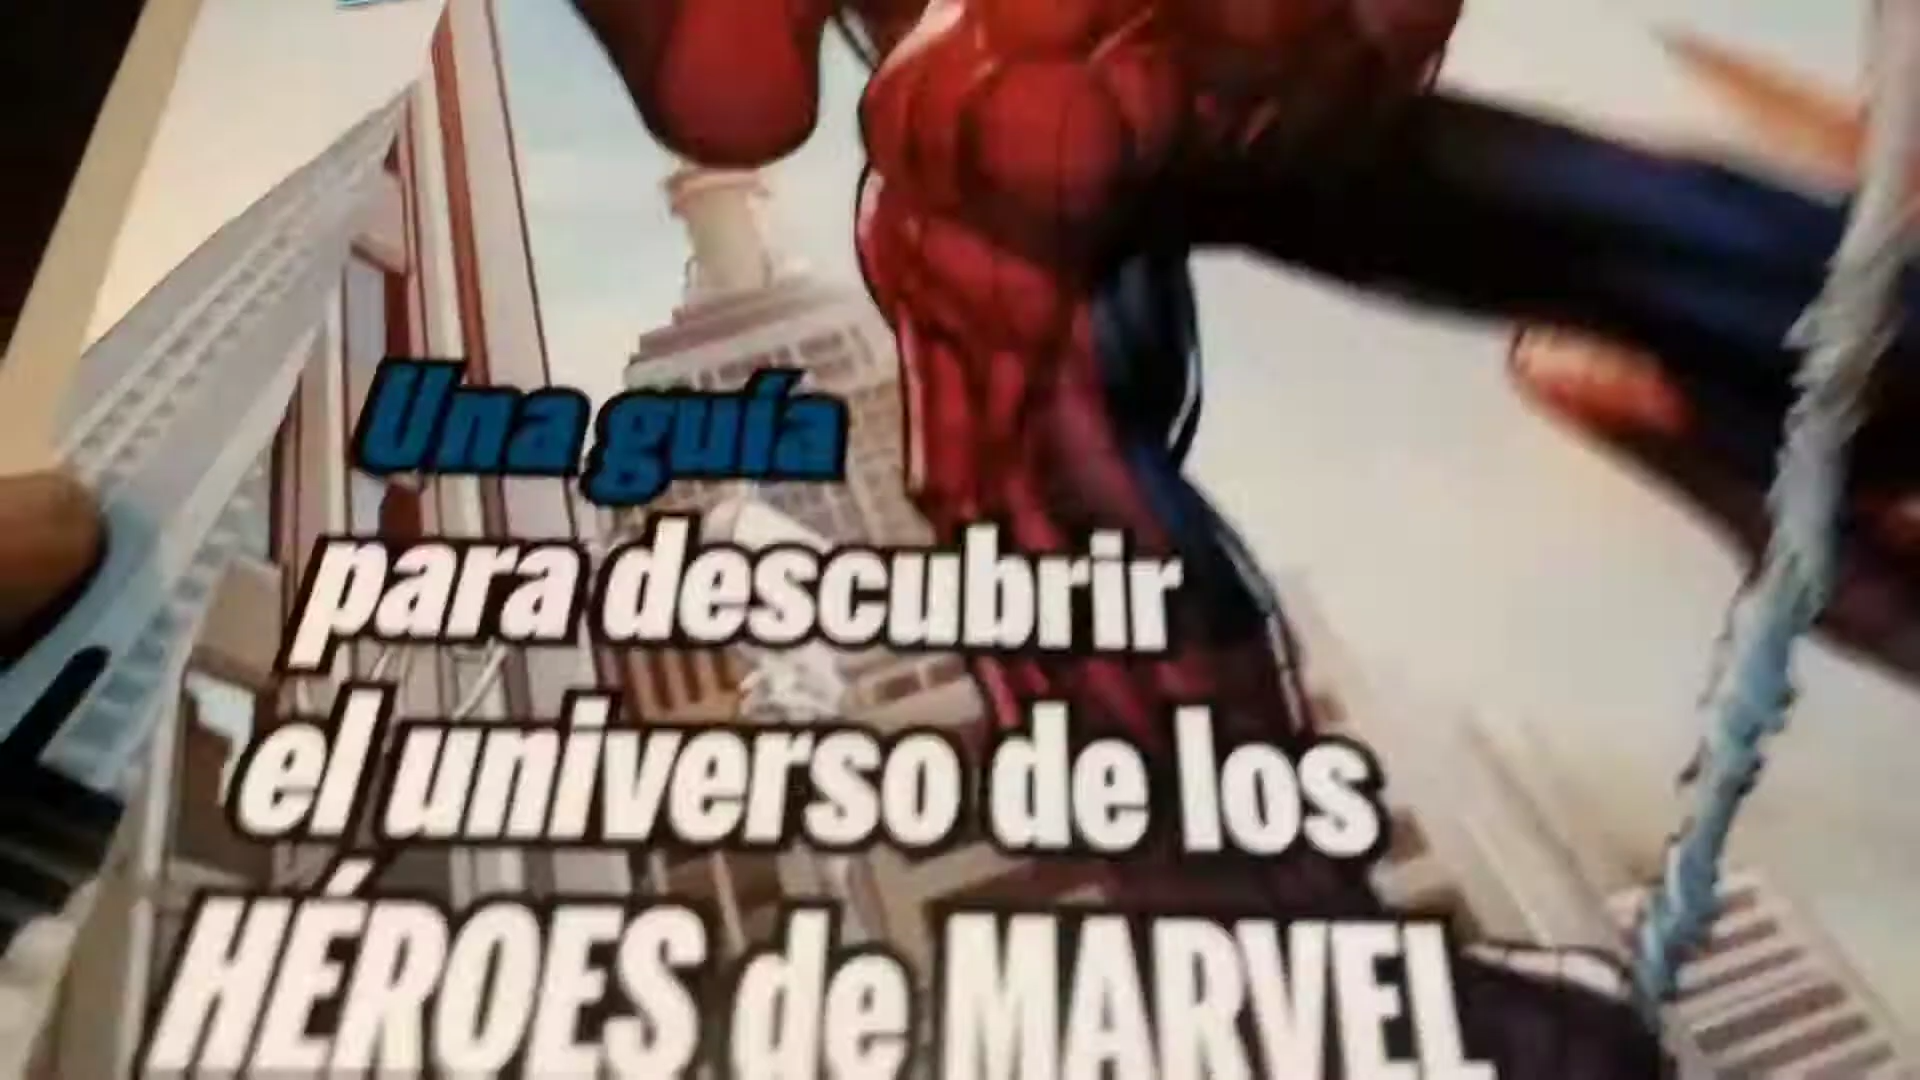 Una guía
para descubrir
el universo de los
HÉROES de MARVEL